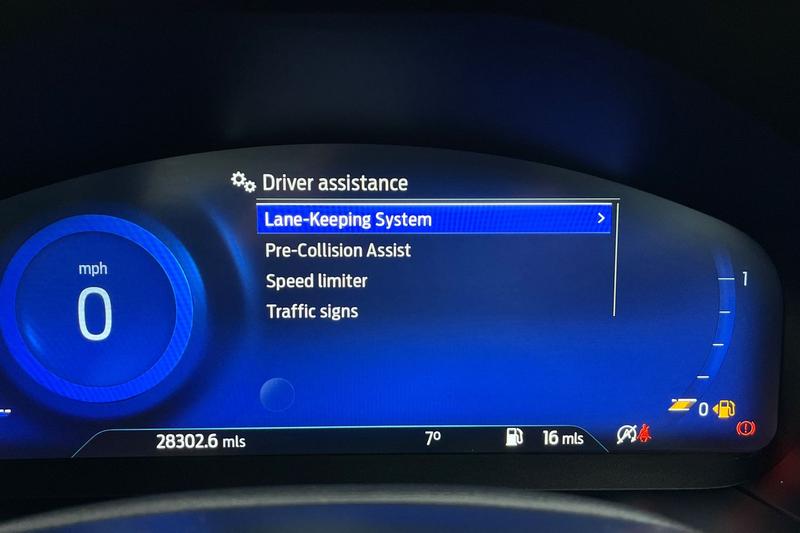 Driver assistance
Lane-Keeping System
Pre-Collision Assist
Speed limiter
Traffic signs
mph
0
1
0
28302.6 mls
7°
16 mls